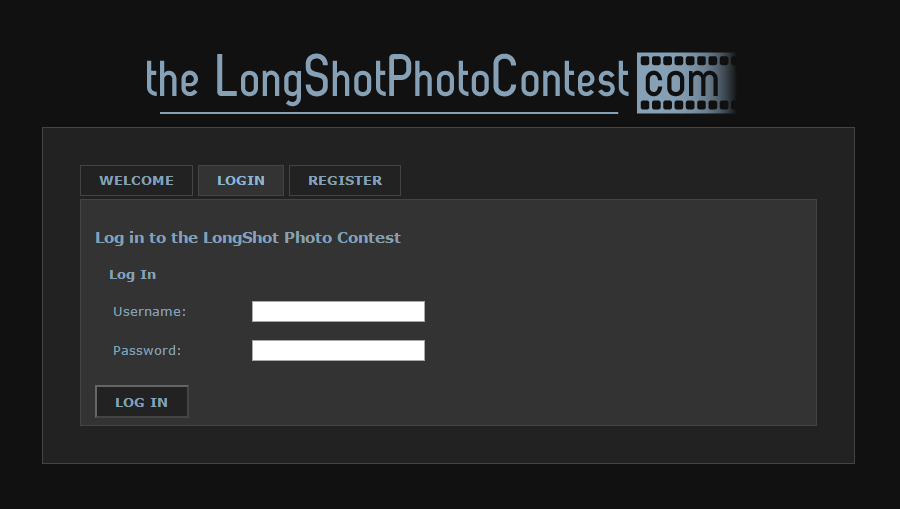 the LongShotPhotoContest com
WELCOME LOGIN REGISTER
Log in to the LongShot Photo Contest
Log In
Username:
Password:
LOG IN